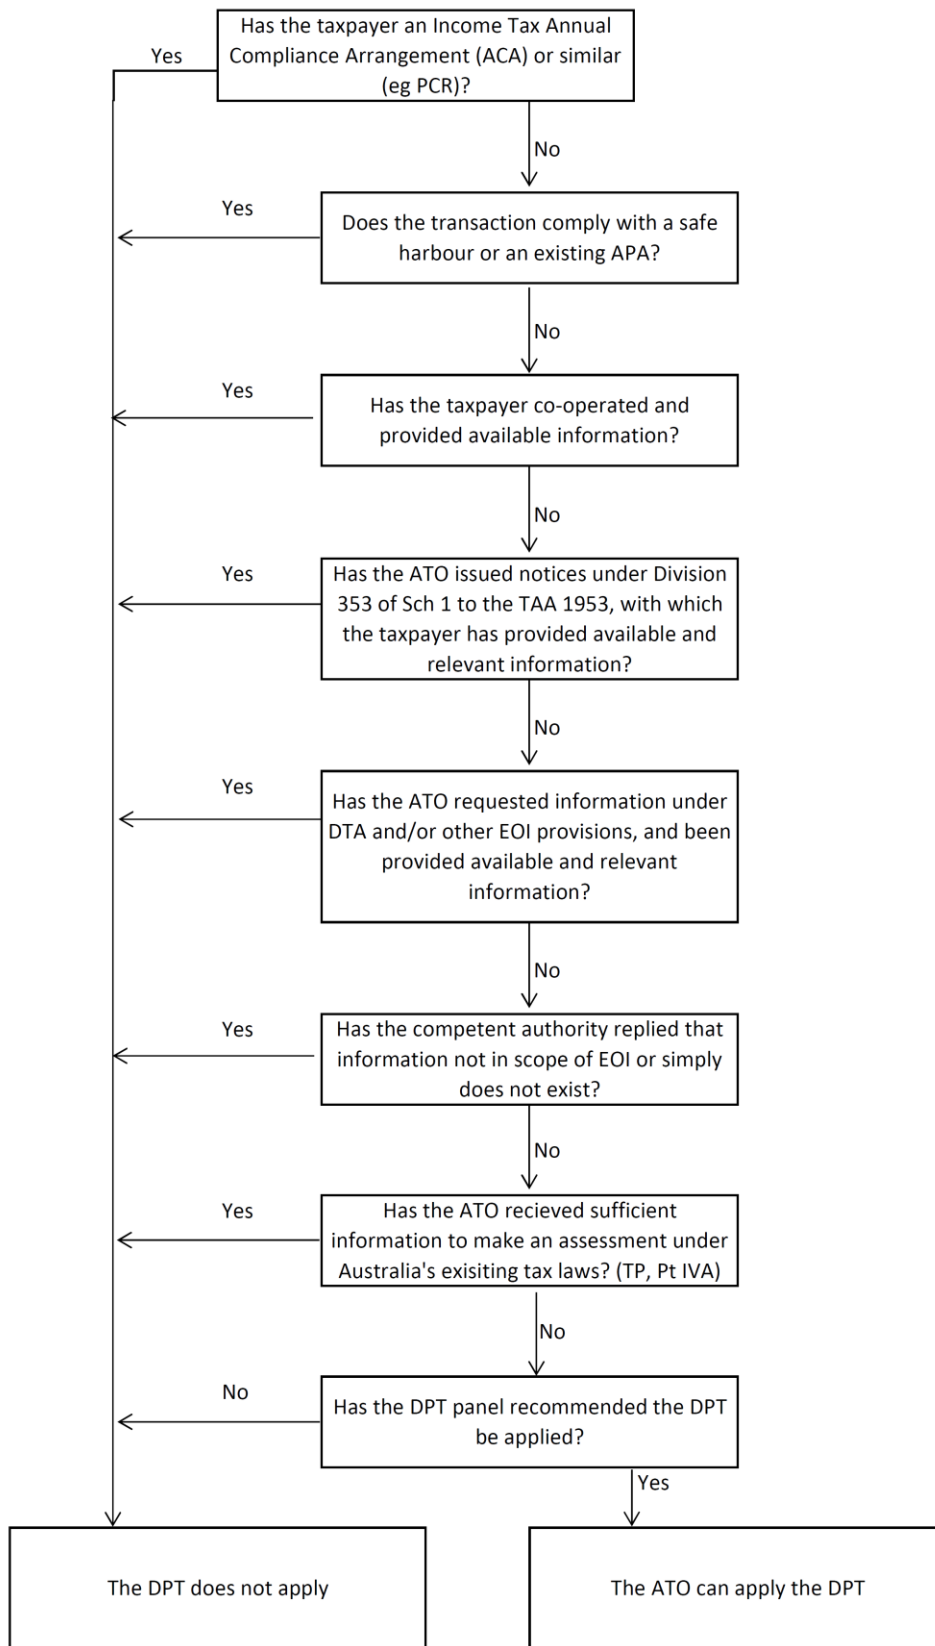 Has the taxpayer an Income Tax Annual
Compliance Arrangement (ACA) or similar
(eg PCR)?
Yes
No
Does the transaction comply with a safe
harbour or an existing APA?
Yes
No
Has the taxpayer co-operated and
provided available information?
Yes
No
Has the ATO issued notices under Division
353 of Sch 1 to the TAA 1953, with which
the taxpayer has provided available and
relevant information?
Yes
No
Has the ATO requested information under
DTA and/or other EOI provisions, and been
provided available and relevant
information?
Yes
No
Has the competent authority replied that
information not in scope of EOI or simply
does not exist?
Yes
No
Has the ATO recieved sufficient
information to make an assessment under
Australia's exisiting tax laws? (TP, Pt IVA)
Yes
No
Has the DPT panel recommended the DPT
be applied?
No
Yes
The DPT does not apply
The ATO can apply the DPT